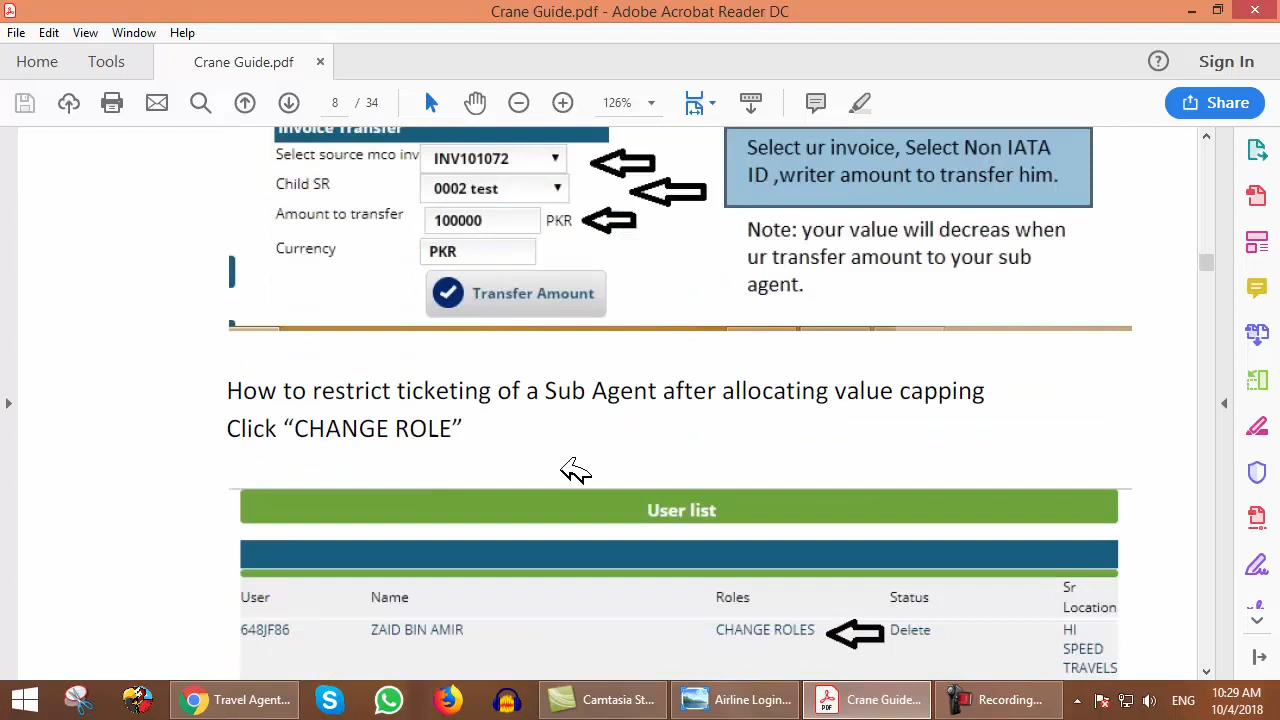 Crane Guide.pdf - Adobe Acrobat Reader DC
File Edit View Window Help
Home Tools Crane Guide.pdf × ? Sign In
8 / 34 126% Share
Invoice Transfer
Select source mco inv INV101072
Child SR 0002 test
Amount to transfer 100000 PKR
Currency PKR
Transfer Amount
Select ur invoice, Select Non IATA
ID ,writer amount to transfer him.
Note: your value will decreas when
ur transfer amount to your sub
agent.
How to restrict ticketing of a Sub Agent after allocating value capping
Click “CHANGE ROLE”
User list
User Name Roles Status Sr Location
648JF86 ZAID BIN AMIR CHANGE ROLES Delete HI
SPEED
TRAVELS
Travel Agent... Camtasia St... Airline Login... Crane Guide... Recording... ENG 10:29 AM
10/4/2018